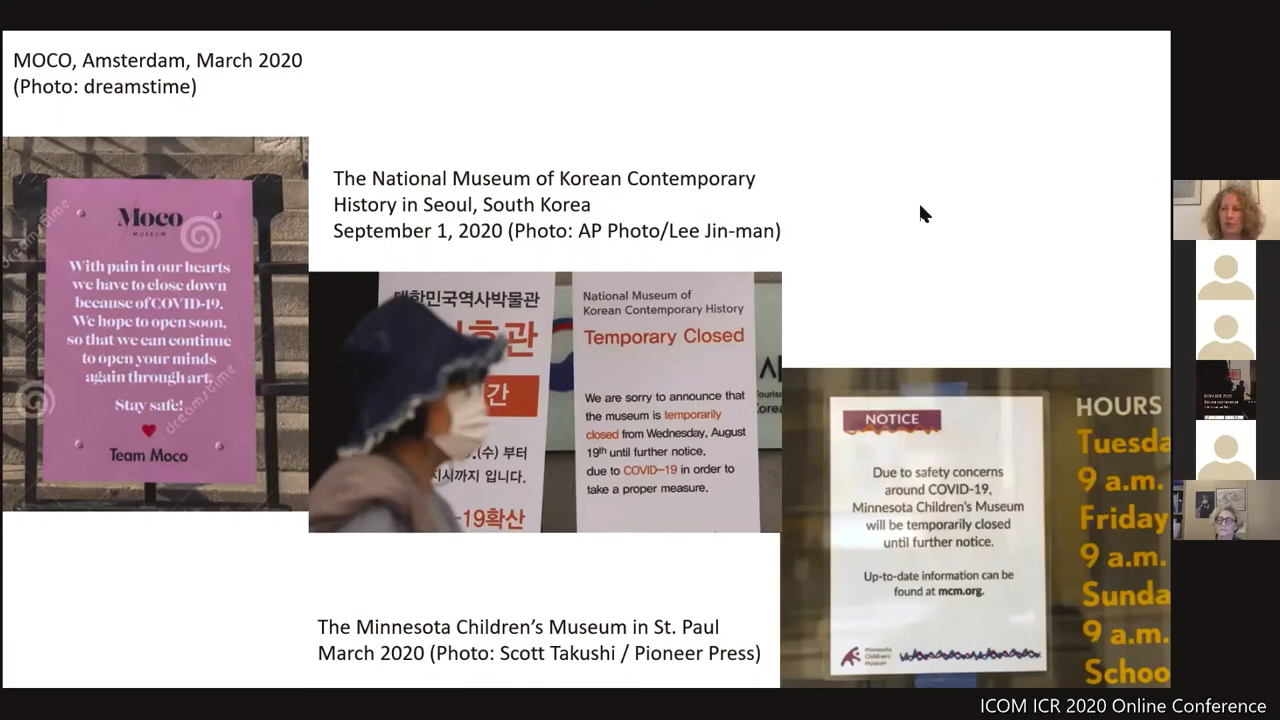 MOCO, Amsterdam, March 2020
(Photo: dreamstime)
Moco
MUSEUM
With pain in our hearts
we have to close down
because of COVID-19.
We hope to open soon,
so that we can continue
to open your minds
again through art.
Stay safe!
Team Moco
dreamstime
dreamstime
The National Museum of Korean Contemporary
History in Seoul, South Korea
September 1, 2020 (Photo: AP Photo/Lee Jin-man)
대한민국역사박물관
관
간
(수) 부터
시까지 입니다.
-19확산
National Museum of
Korean Contemporary History
Temporary Closed
We are sorry to announce that
the museum is temporarily
closed from Wednesday, August
19th until further notice.
due to COVID-19 in order to
take a proper measure.
The Minnesota Children's Museum in St. Paul
March 2020 (Photo: Scott Takushi / Pioneer Press)
NOTICE
Due to safety concerns
around COVID-19,
Minnesota Children's Museum
will be temporarily closed
until further notice.
Up-to-date information can be
found at mcm.org.
Minnesota
Children's
Museum
HOURS
Tuesda
9 a.m.
Friday
9 a.m.
Sunda
9 a.m.
Schoo
ICOM ICR 2020 Online Conference